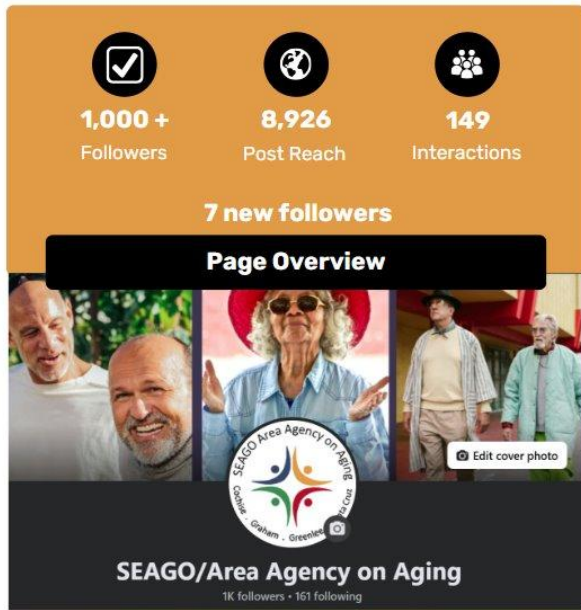 1,000 +
8,926
149
Followers
Post Reach
Interactions
7 new followers
Page Overview
SEAGO Area Agency on Aging
Cochise . Graham . Greenlee
ta Cruz
Edit cover photo
SEAGO/Area Agency on Aging
1K followers • 161 following